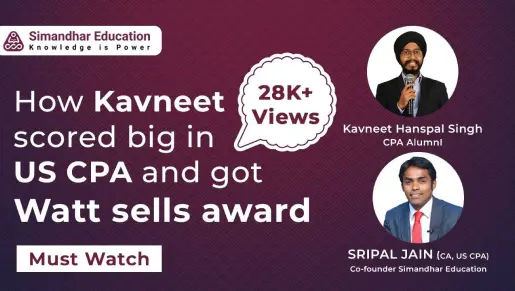 Simandhar Education
Knowledge is Power
How Kavneet
scored big in
US CPA and got
Watt sells award
28K+
Views
Must Watch
Kavneet Hanspal Singh
CPA AlumnI
SRIPAL JAIN (CA, US CPA)
Co-founder Simandhar Education